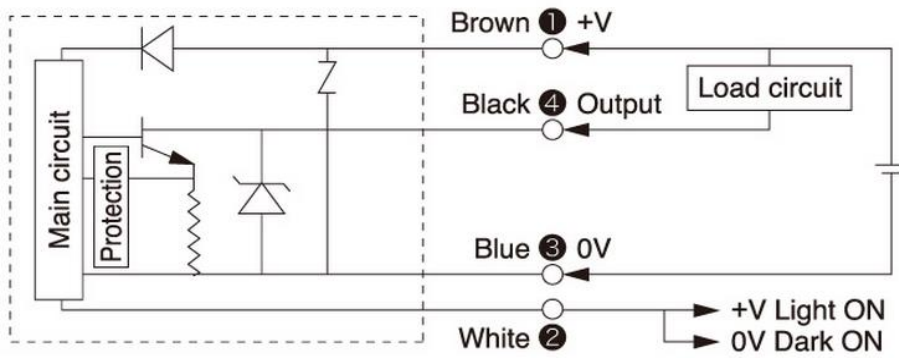 Brown ❶ +V
Load circuit
Black ❹ Output
Main circuit
Protection
Blue ❸ 0V
+V Light ON
White ❷
0V Dark ON